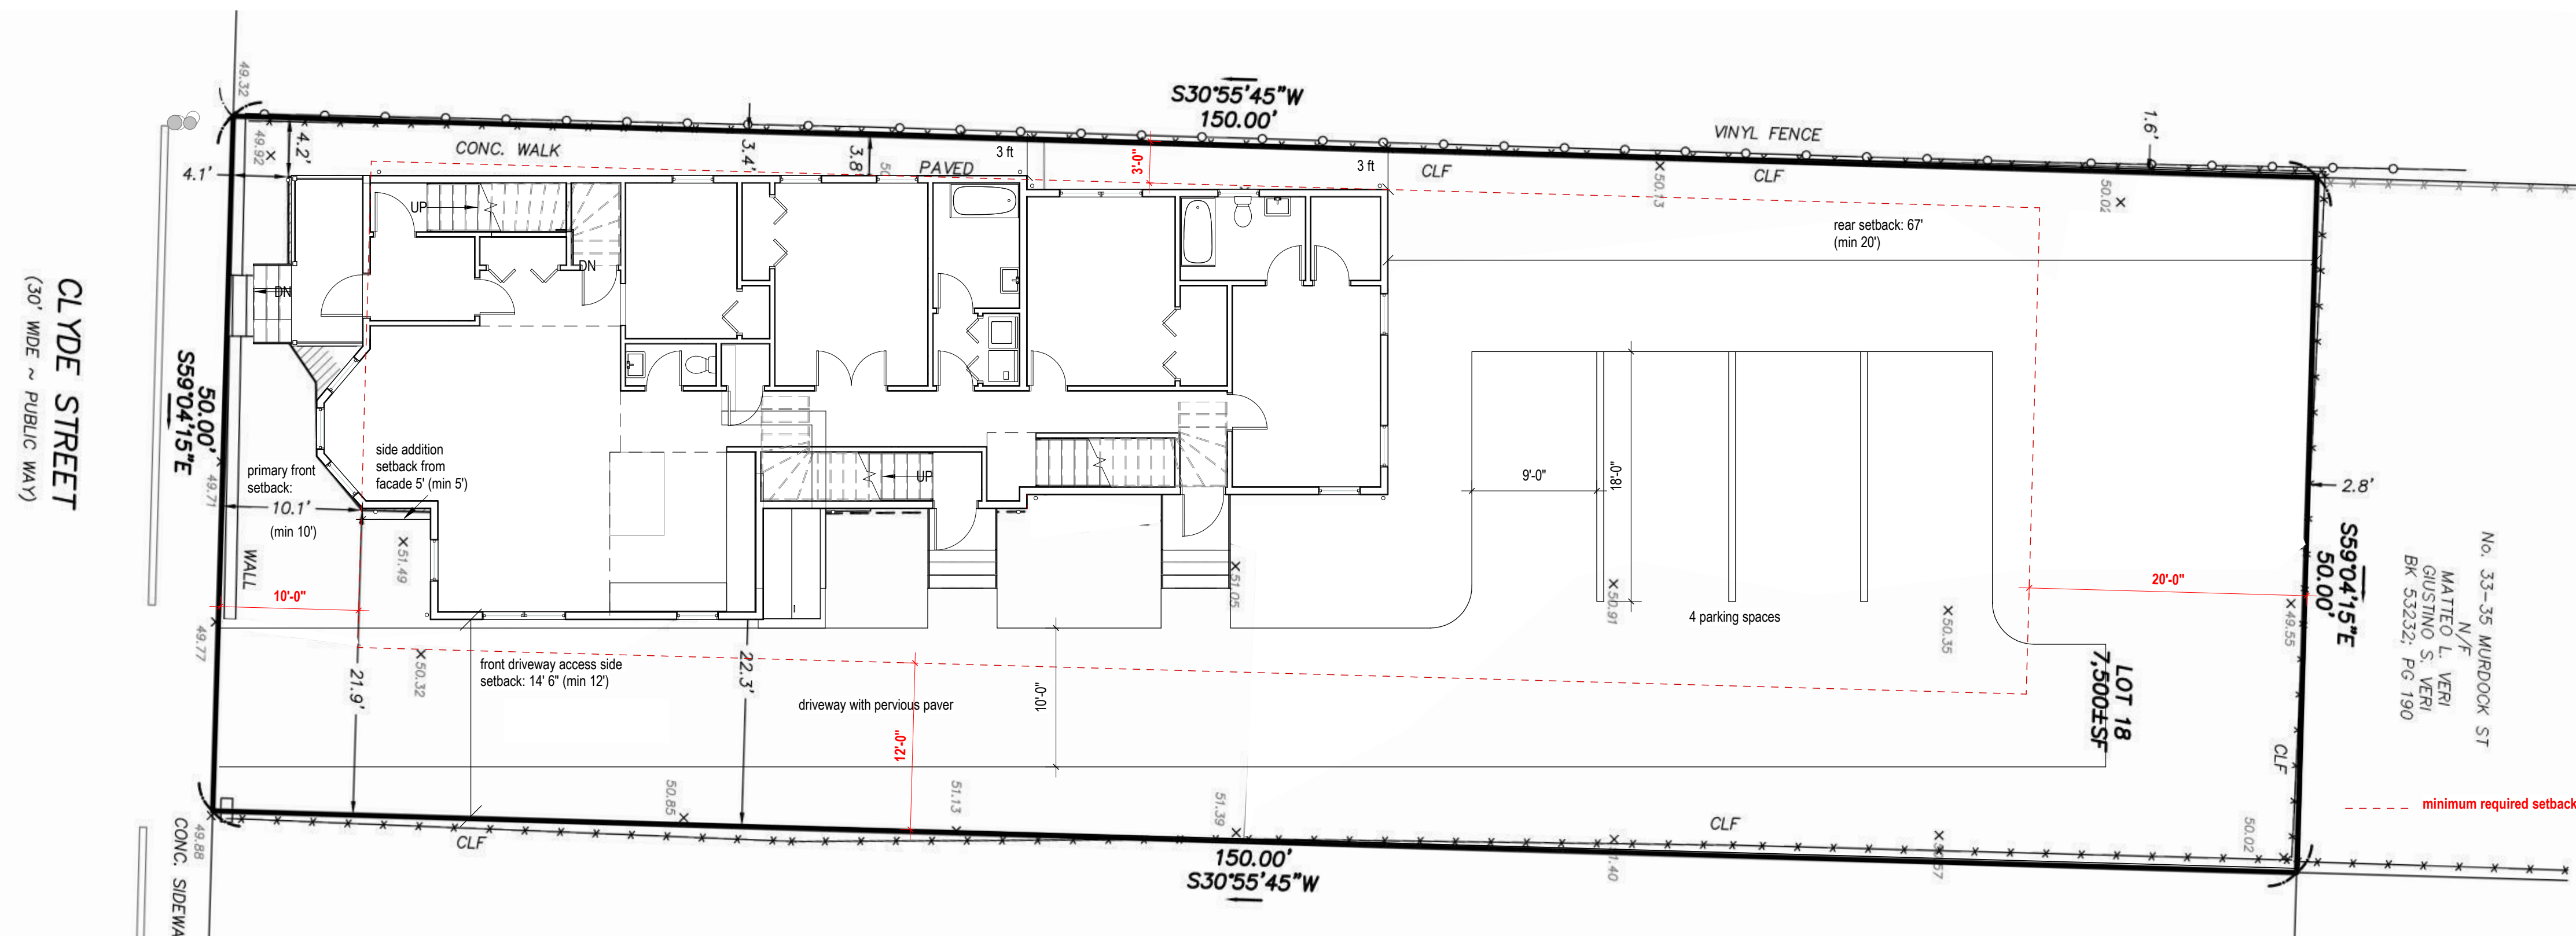 S30°55'45"W
150.00'
VINYL FENCE
1.6'
49.32
49.92
4.2'
CONC. WALK
3.4'
3.8
PAVED
3 ft
3'-0"
3 ft
CLF
50.13
CLF
50.02
4.1'
UP
DN
DN
rear setback: 67'
(min 20')
CLYDE STREET
(30' WIDE ~ PUBLIC WAY)
50.00'
S59°04'15"E
49.71
primary front
setback:
10.1'
(min 10')
side addition
setback from
facade 5' (min 5')
UP
9'-0"
18'-0"
2.8'
WALL
51.49
10'-0"
51.05
50.91
4 parking spaces
50.35
20'-0"
49.55
S59°04'15"E
50.00'
No. 33-35 MURDOCK ST
N/F
MATTEO L. VERI
GIUSTINO S. VERI
BK 53232; PG 190
49.77
50.32
21.9'
front driveway access side
setback: 14' 6" (min 12')
22.3'
driveway with pervious paver
12'-0"
10'-0"
LOT 18
7,500±SF
CLF
minimum required setback
49.88
CONC. SIDEWA
CLF
50.85
51.13
51.39
CLF
50.02
150.00'
S30°55'45"W